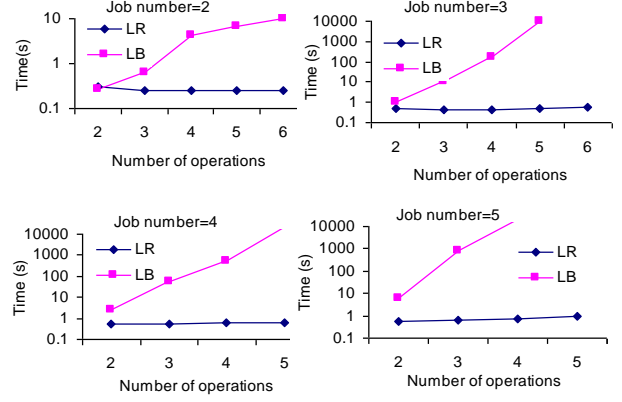 Job number=2
10
1
0.1
Time(s)
LR
LB
2 3 4 5 6
Number of operations
Job number=3
10000
1000
100
10
1
0.1
Time(s)
LR
LB
2 3 4 5 6
Number of operations
Job number=4
10000
1000
100
10
1
0.1
Time (s)
LR
LB
2 3 4 5
Number of operations
Job number=5
10000
1000
100
10
1
0.1
Time (s)
LR
LB
2 3 4 5
Number of operations